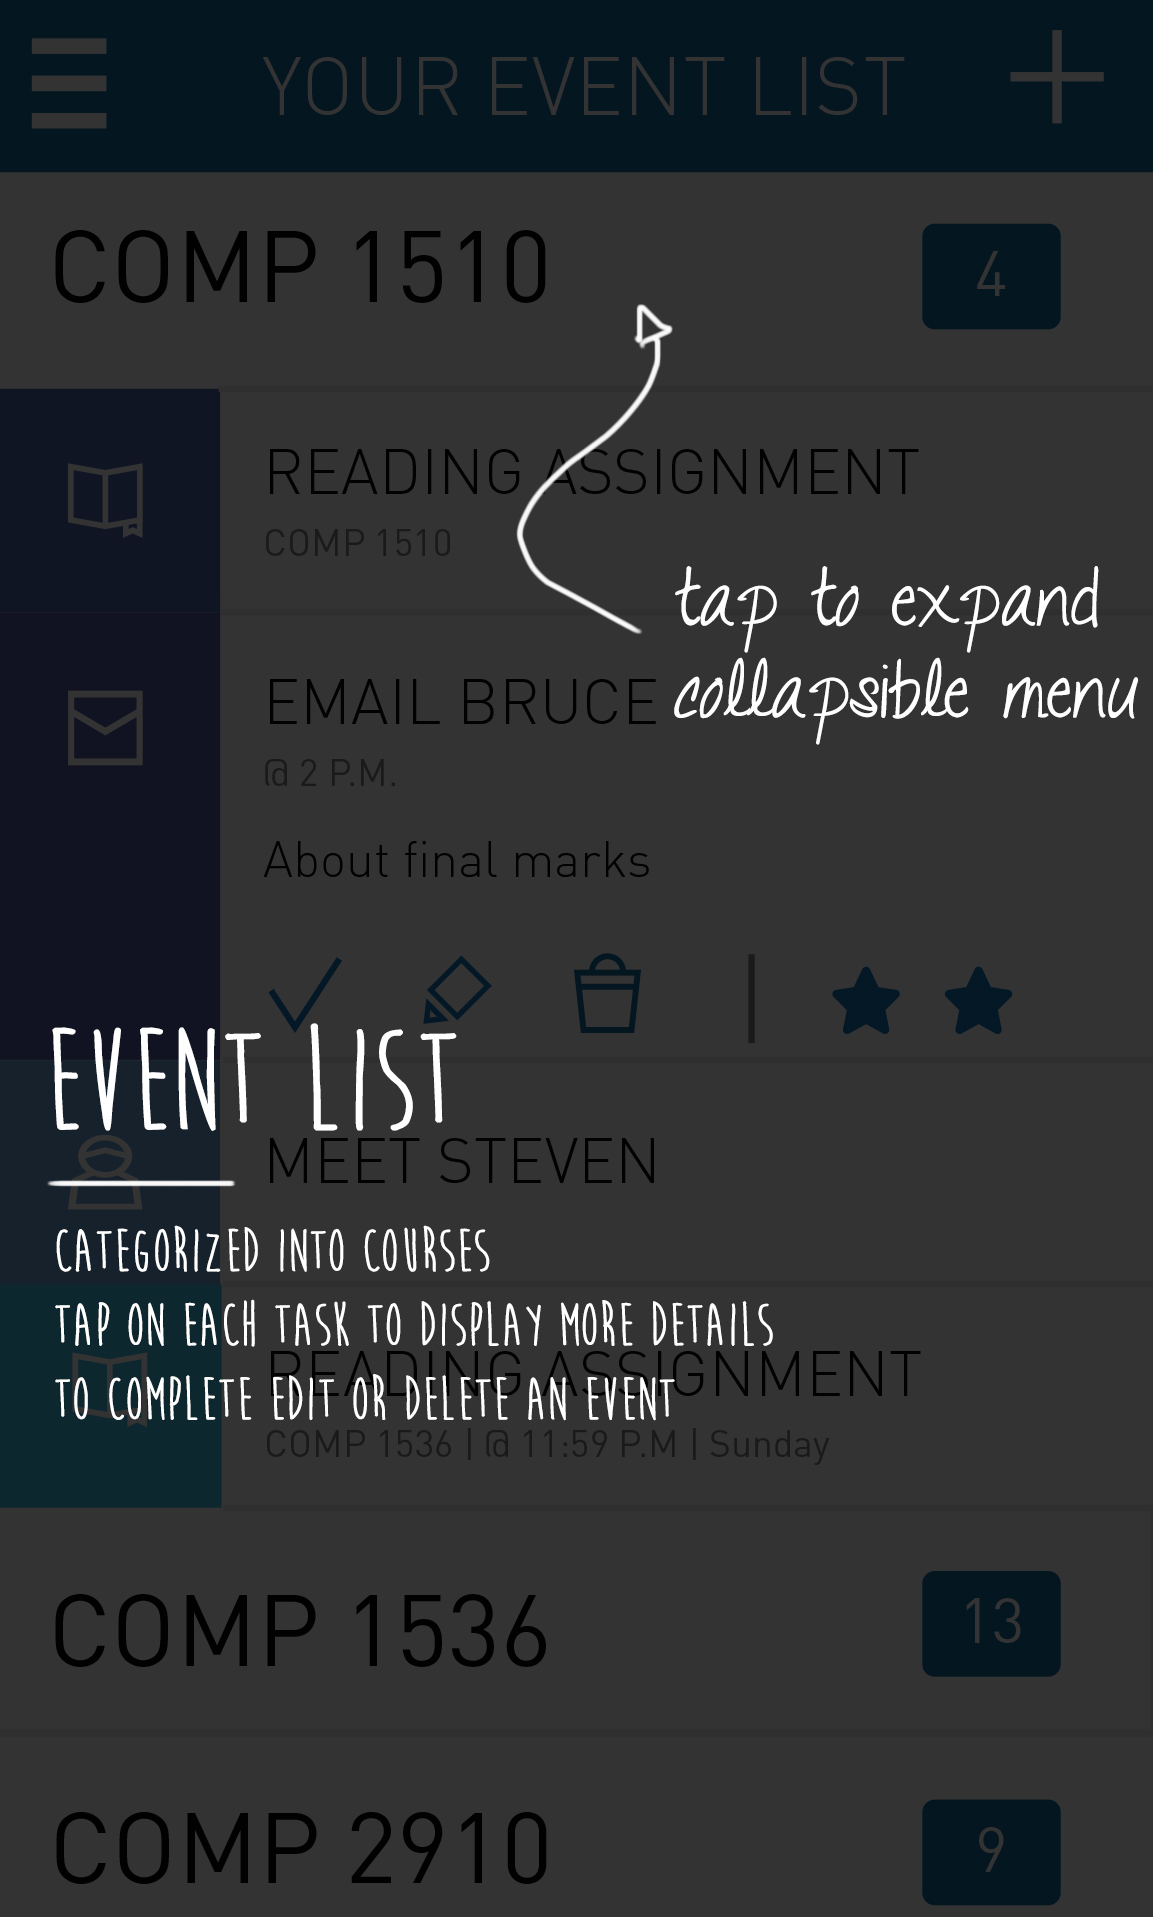 YOUR EVENT LIST
COMP 1510
4
READING ASSIGNMENT
COMP 1510
tap to expand
collapsible menu
EMAIL BRUCE
@ 2 P.M.
About final marks
EVENT LIST
MEET STEVEN
CATEGORIZED INTO COURSES
TAP ON EACH TASK TO DISPLAY MORE DETAILS
READING ASSIGNMENT
TO COMPLETE EDIT OR DELETE AN EVENT
COMP 1536 | @ 11:59 P.M | Sunday
COMP 1536
13
COMP 2910
9